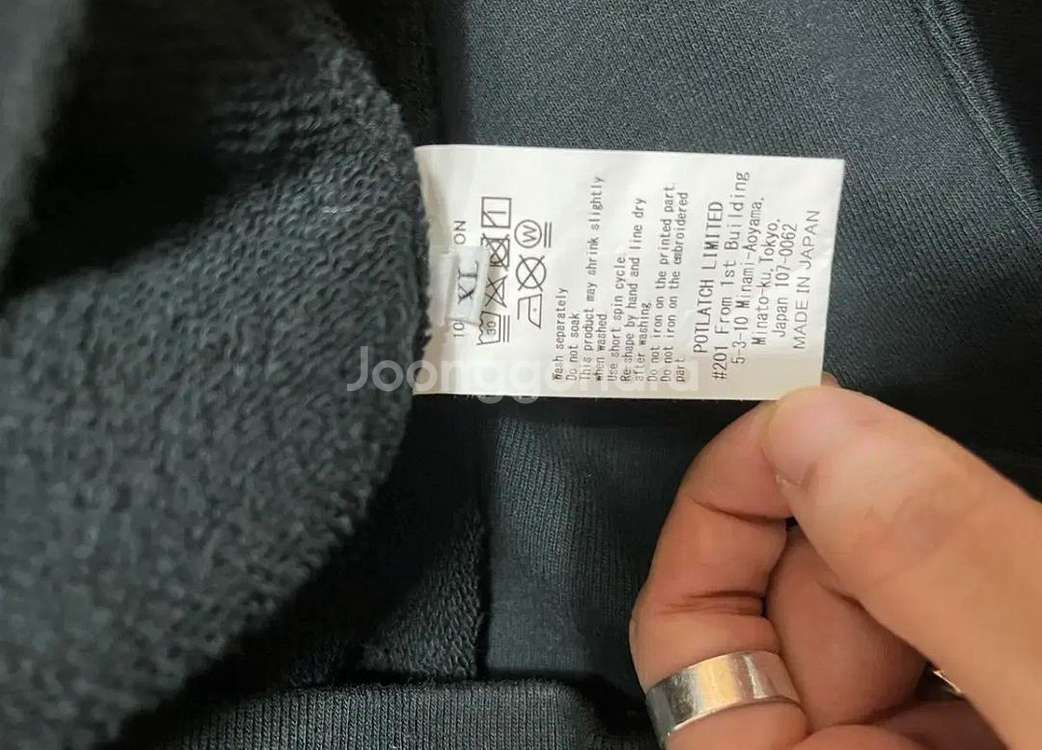 XL
30
W
Wash separately
Do not soak
This product may shrink slightly
when washed
Use short spin cycle
Re-shape by hand and line dry
after washing
Do not iron on the printed part.
Do not iron on the embroidered
part
POTLATCH LIMITED
#201 From 1st Building
5-3-10 Minami-Aoyama,
Minato-ku, Tokyo,
Japan 107-0062
MADE IN JAPAN
Joonggonara